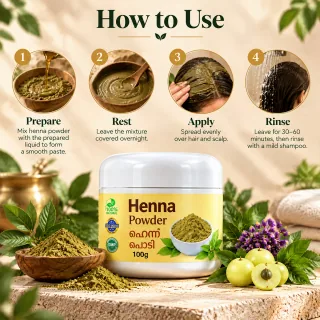 How to Use
1
Prepare
Mix henna powder
with the prepared
liquid to form
a smooth paste.
2
Rest
Leave the mixture
covered overnight.
3
Apply
Spread evenly
over hair and scalp.
4
Rinse
Leave for 30–60
minutes, then rinse
with a mild shampoo.
Henna
Powder
ഹെന്ന
പൊടി
100g